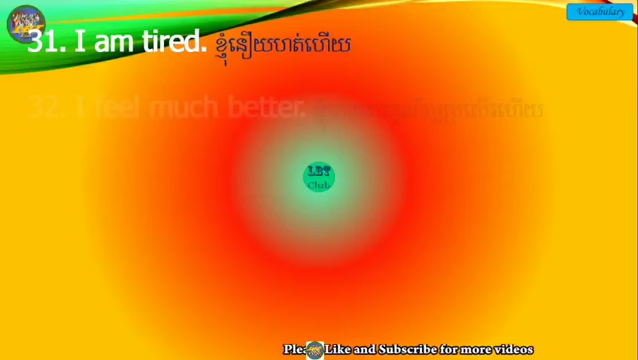 Vocabulary
31. I am tired. ខ្ញុំនឿយហត់ហើយ
32. I feel much better.
LBT
Club
Ple Like and Subscribe for more videos